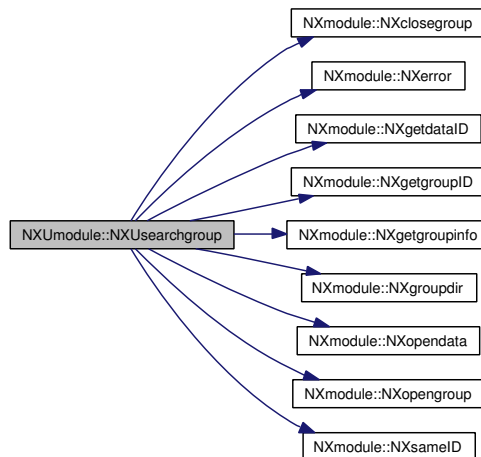 NXmodule::NXclosegroup
NXmodule::NXerror
NXmodule::NXgetdataID
NXmodule::NXgetgroupID
NXUmodule::NXUsearchgroup
NXmodule::NXgetgroupinfo
NXmodule::NXgroupdir
NXmodule::NXopendata
NXmodule::NXopengroup
NXmodule::NXsameID